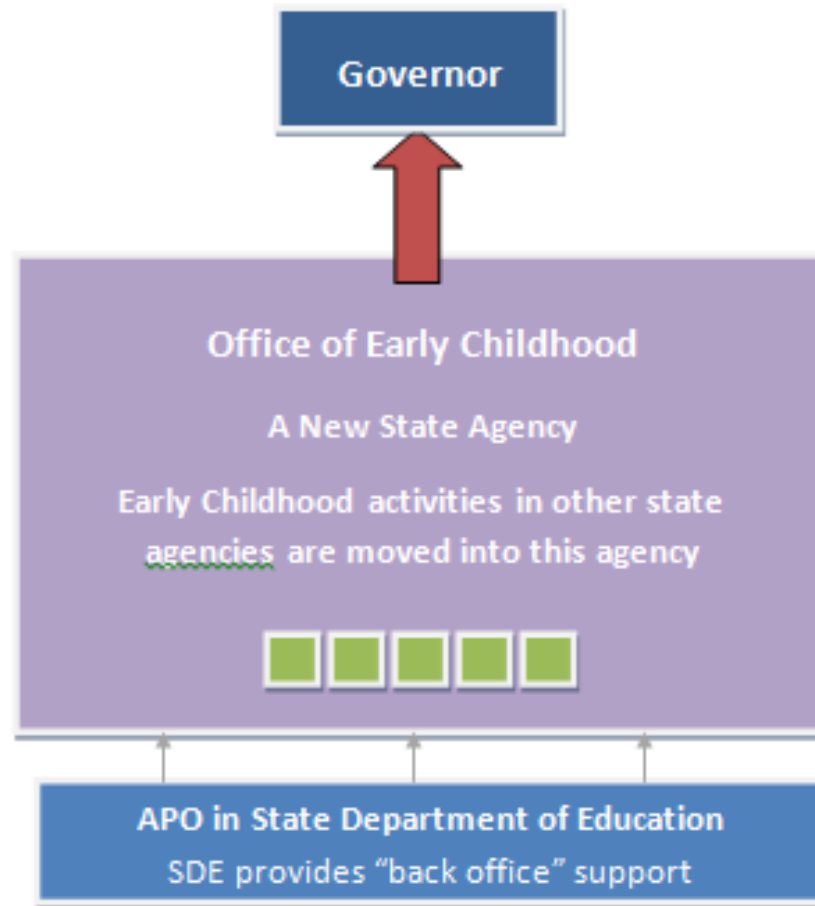 Governor
Office of Early Childhood
A New State Agency
Early Childhood activities in other state
agencies are moved into this agency
APO in State Department of Education
SDE provides “back office” support